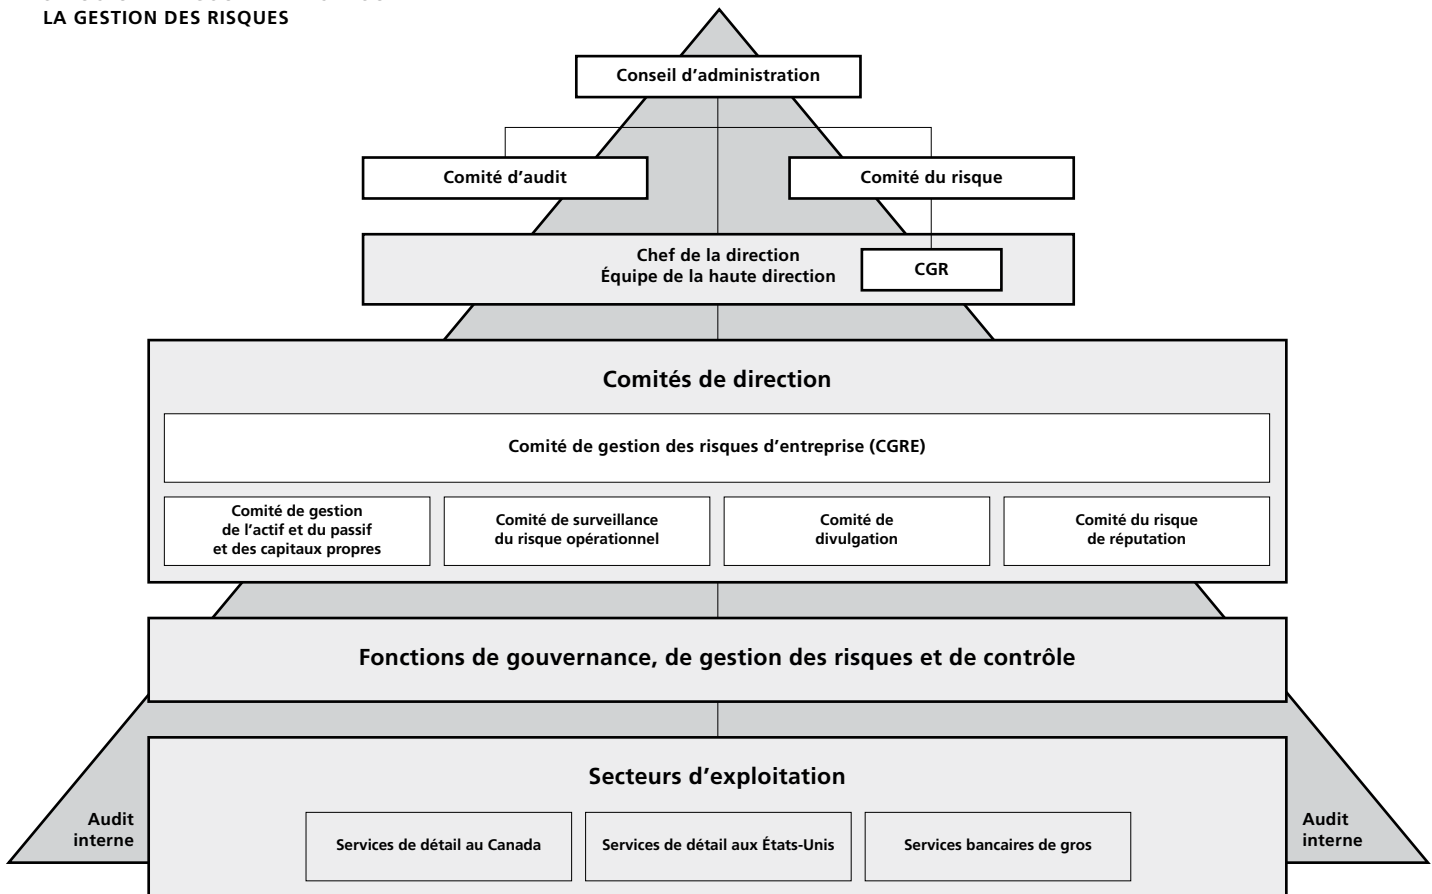 LA GESTION DES RISQUES
Conseil d'administration
Comité d'audit
Comité du risque
Chef de la direction
Équipe de la haute direction
CGR
Comités de direction
Comité de gestion des risques d'entreprise (CGRE)
Comité de gestion
de l'actif et du passif
et des capitaux propres
Comité de surveillance
du risque opérationnel
Comité de
divulgation
Comité du risque
de réputation
Fonctions de gouvernance, de gestion des risques et de contrôle
Secteurs d'exploitation
Audit
interne
Services de détail au Canada
Services de détail aux États-Unis
Services bancaires de gros
Audit
interne